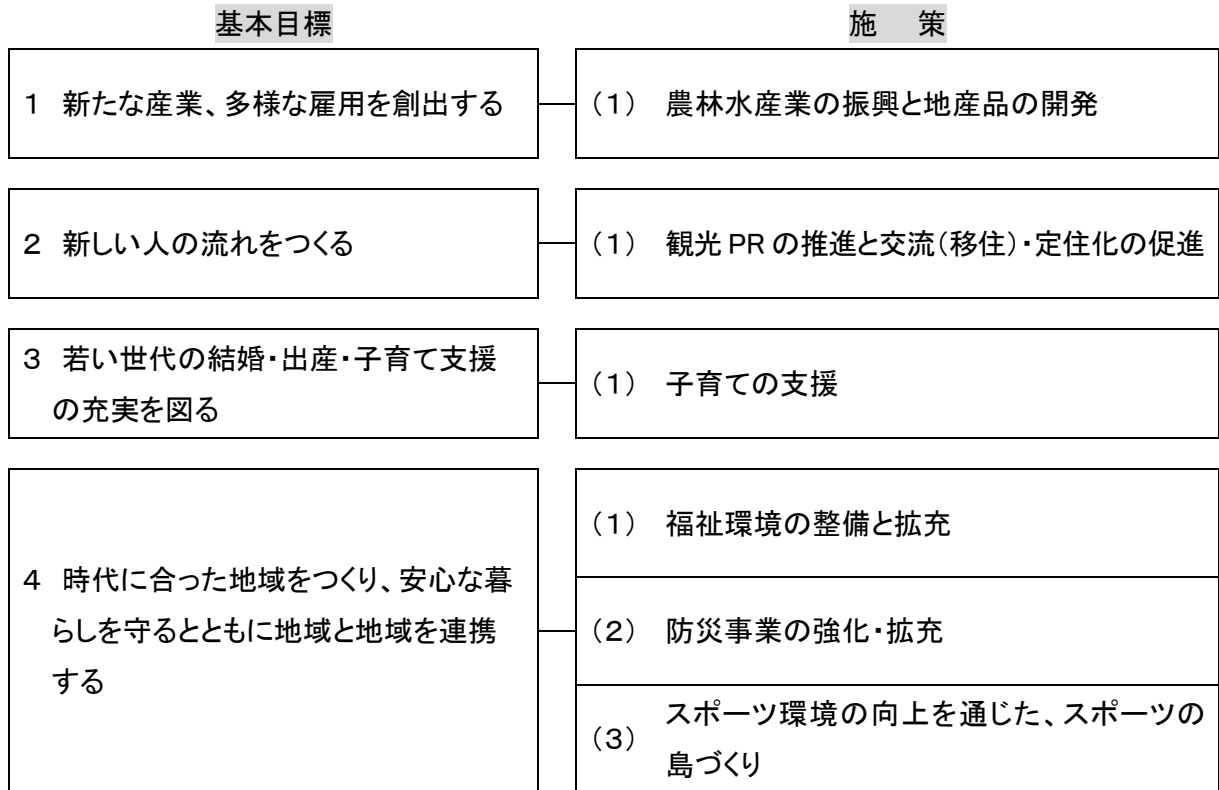 基本目標
施　策
１　新たな産業、多様な雇用を創出する
（１）　農林水産業の振興と地産品の開発
２　新しい人の流れをつくる
（１）　観光 PR の推進と交流（移住）・定住化の促進
３　若い世代の結婚・出産・子育て支援
の充実を図る
（１）　子育ての支援
４　時代に合った地域をつくり、安心な暮
らしを守るとともに地域と地域を連携
する
（１）　福祉環境の整備と拡充
（２）　防災事業の強化・拡充
（３）　スポーツ環境の向上を通じた、スポーツの
島づくり